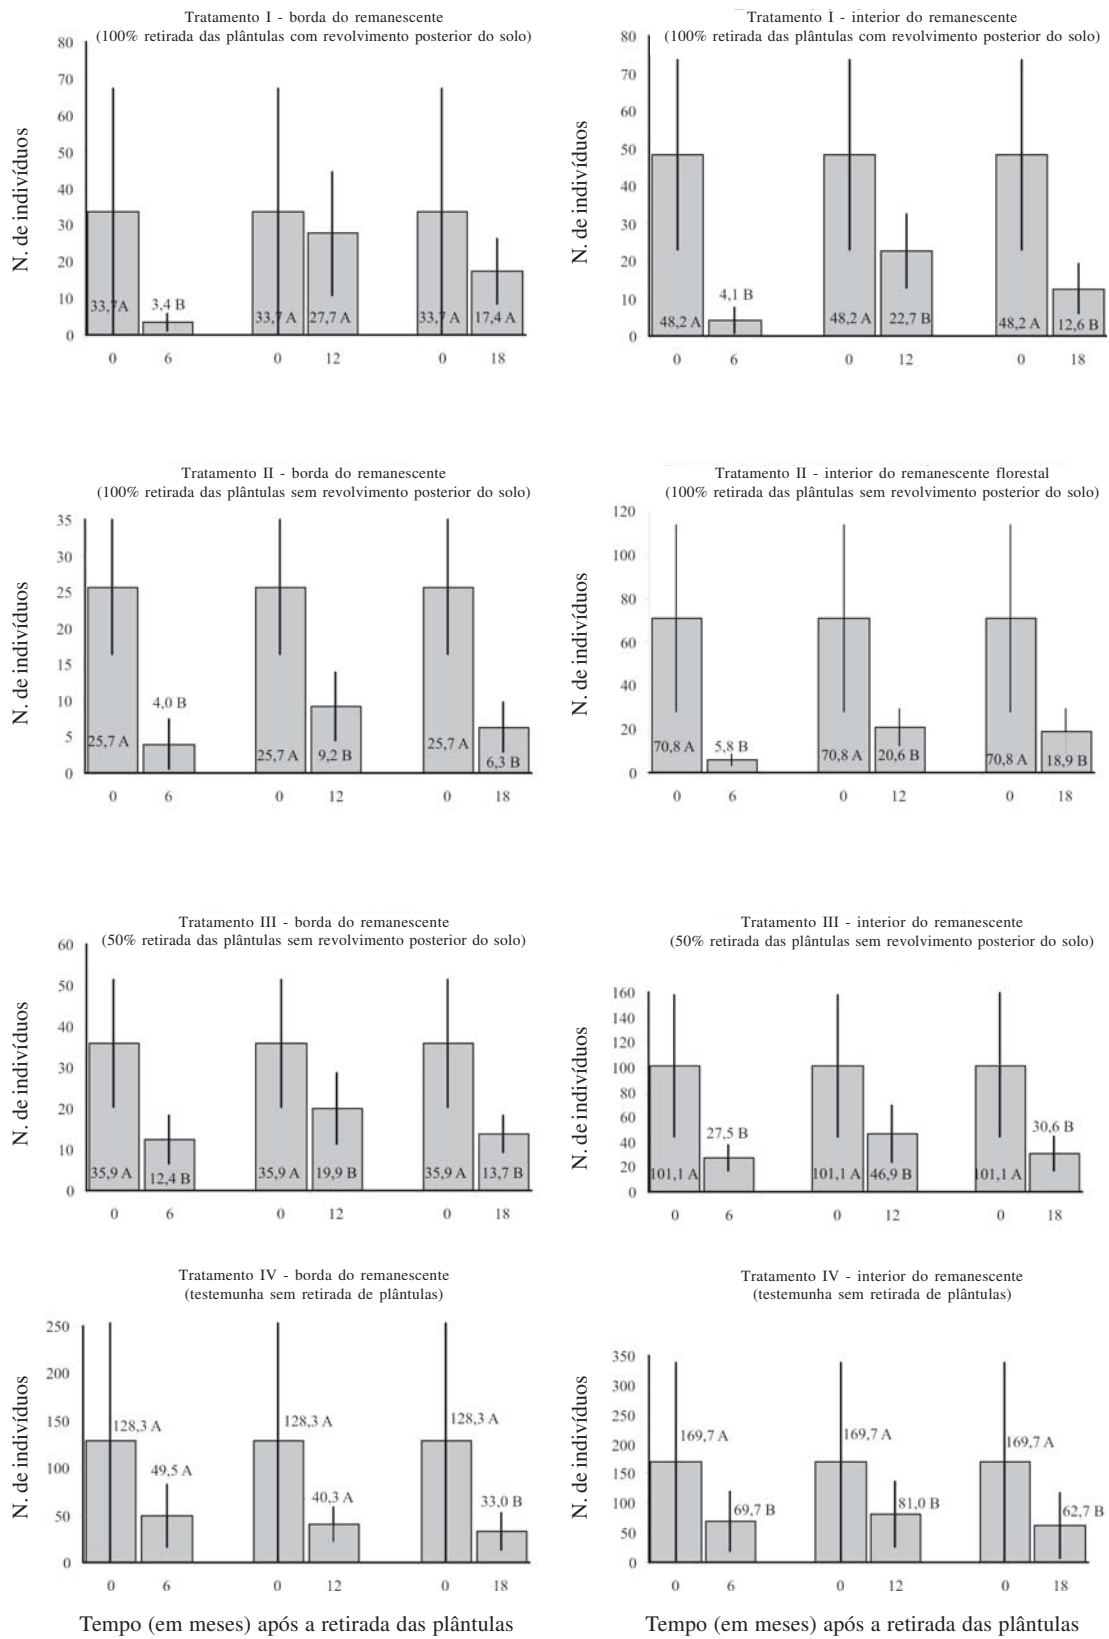 Tratamento I - borda do remanescente
(100% retirada das plântulas com revolvimento posterior do solo)
N. de indivíduos
80
70
60
50
40
30
20
10
0
33,7A
3,4 B
33,7 A
27,7 A
33,7 A
17,4 A
0 6 0 12 0 18
Tratamento I - interior do remanescente
(100% retirada das plântulas com revolvimento posterior do solo)
N. de indivíduos
80
70
60
50
40
30
20
10
0
48,2 A
4,1 B
48,2 A
22,7 B
48,2 A
12,6 B
0 6 0 12 0 18
Tratamento II - borda do remanescente
(100% retirada das plântulas sem revolvimento posterior do solo)
N. de indivíduos
35
30
25
20
15
10
5
0
25,7 A
4,0 B
25,7 A
9,2 B
25,7 A
6,3 B
0 6 0 12 0 18
Tratamento II - interior do remanescente florestal
(100% retirada das plântulas sem revolvimento posterior do solo)
N. de indivíduos
120
100
80
60
40
20
0
70,8 A
5,8 B
70,8 A
20,6 B
70,8 A
18,9 B
0 6 0 12 0 18
Tratamento III - borda do remanescente
(50% retirada das plântulas sem revolvimento posterior do solo)
N. de indivíduos
60
50
40
30
20
10
0
35,9 A
12,4 B
35,9 A
19,9 B
35,9 A
13,7 B
0 6 0 12 0 18
Tratamento III - interior do remanescente
(50% retirada das plântulas sem revolvimento posterior do solo)
N. de indivíduos
160
140
120
100
80
60
40
20
0
101,1 A
27,5 B
101,1 A
46,9 B
101,1 A
30,6 B
0 6 0 12 0 18
Tratamento IV - borda do remanescente
(testemunha sem retirada de plântulas)
N. de indivíduos
250
200
150
100
50
0
128,3 A
49,5 A
128,3 A
40,3 A
128,3 A
33,0 B
0 6 0 12 0 18
Tempo (em meses) após a retirada das plântulas
Tratamento IV - interior do remanescente
(testemunha sem retirada de plântulas)
N. de indivíduos
350
300
250
200
150
100
50
0
169,7 A
69,7 B
169,7 A
81,0 B
169,7 A
62,7 B
0 6 0 12 0 18
Tempo (em meses) após a retirada das plântulas